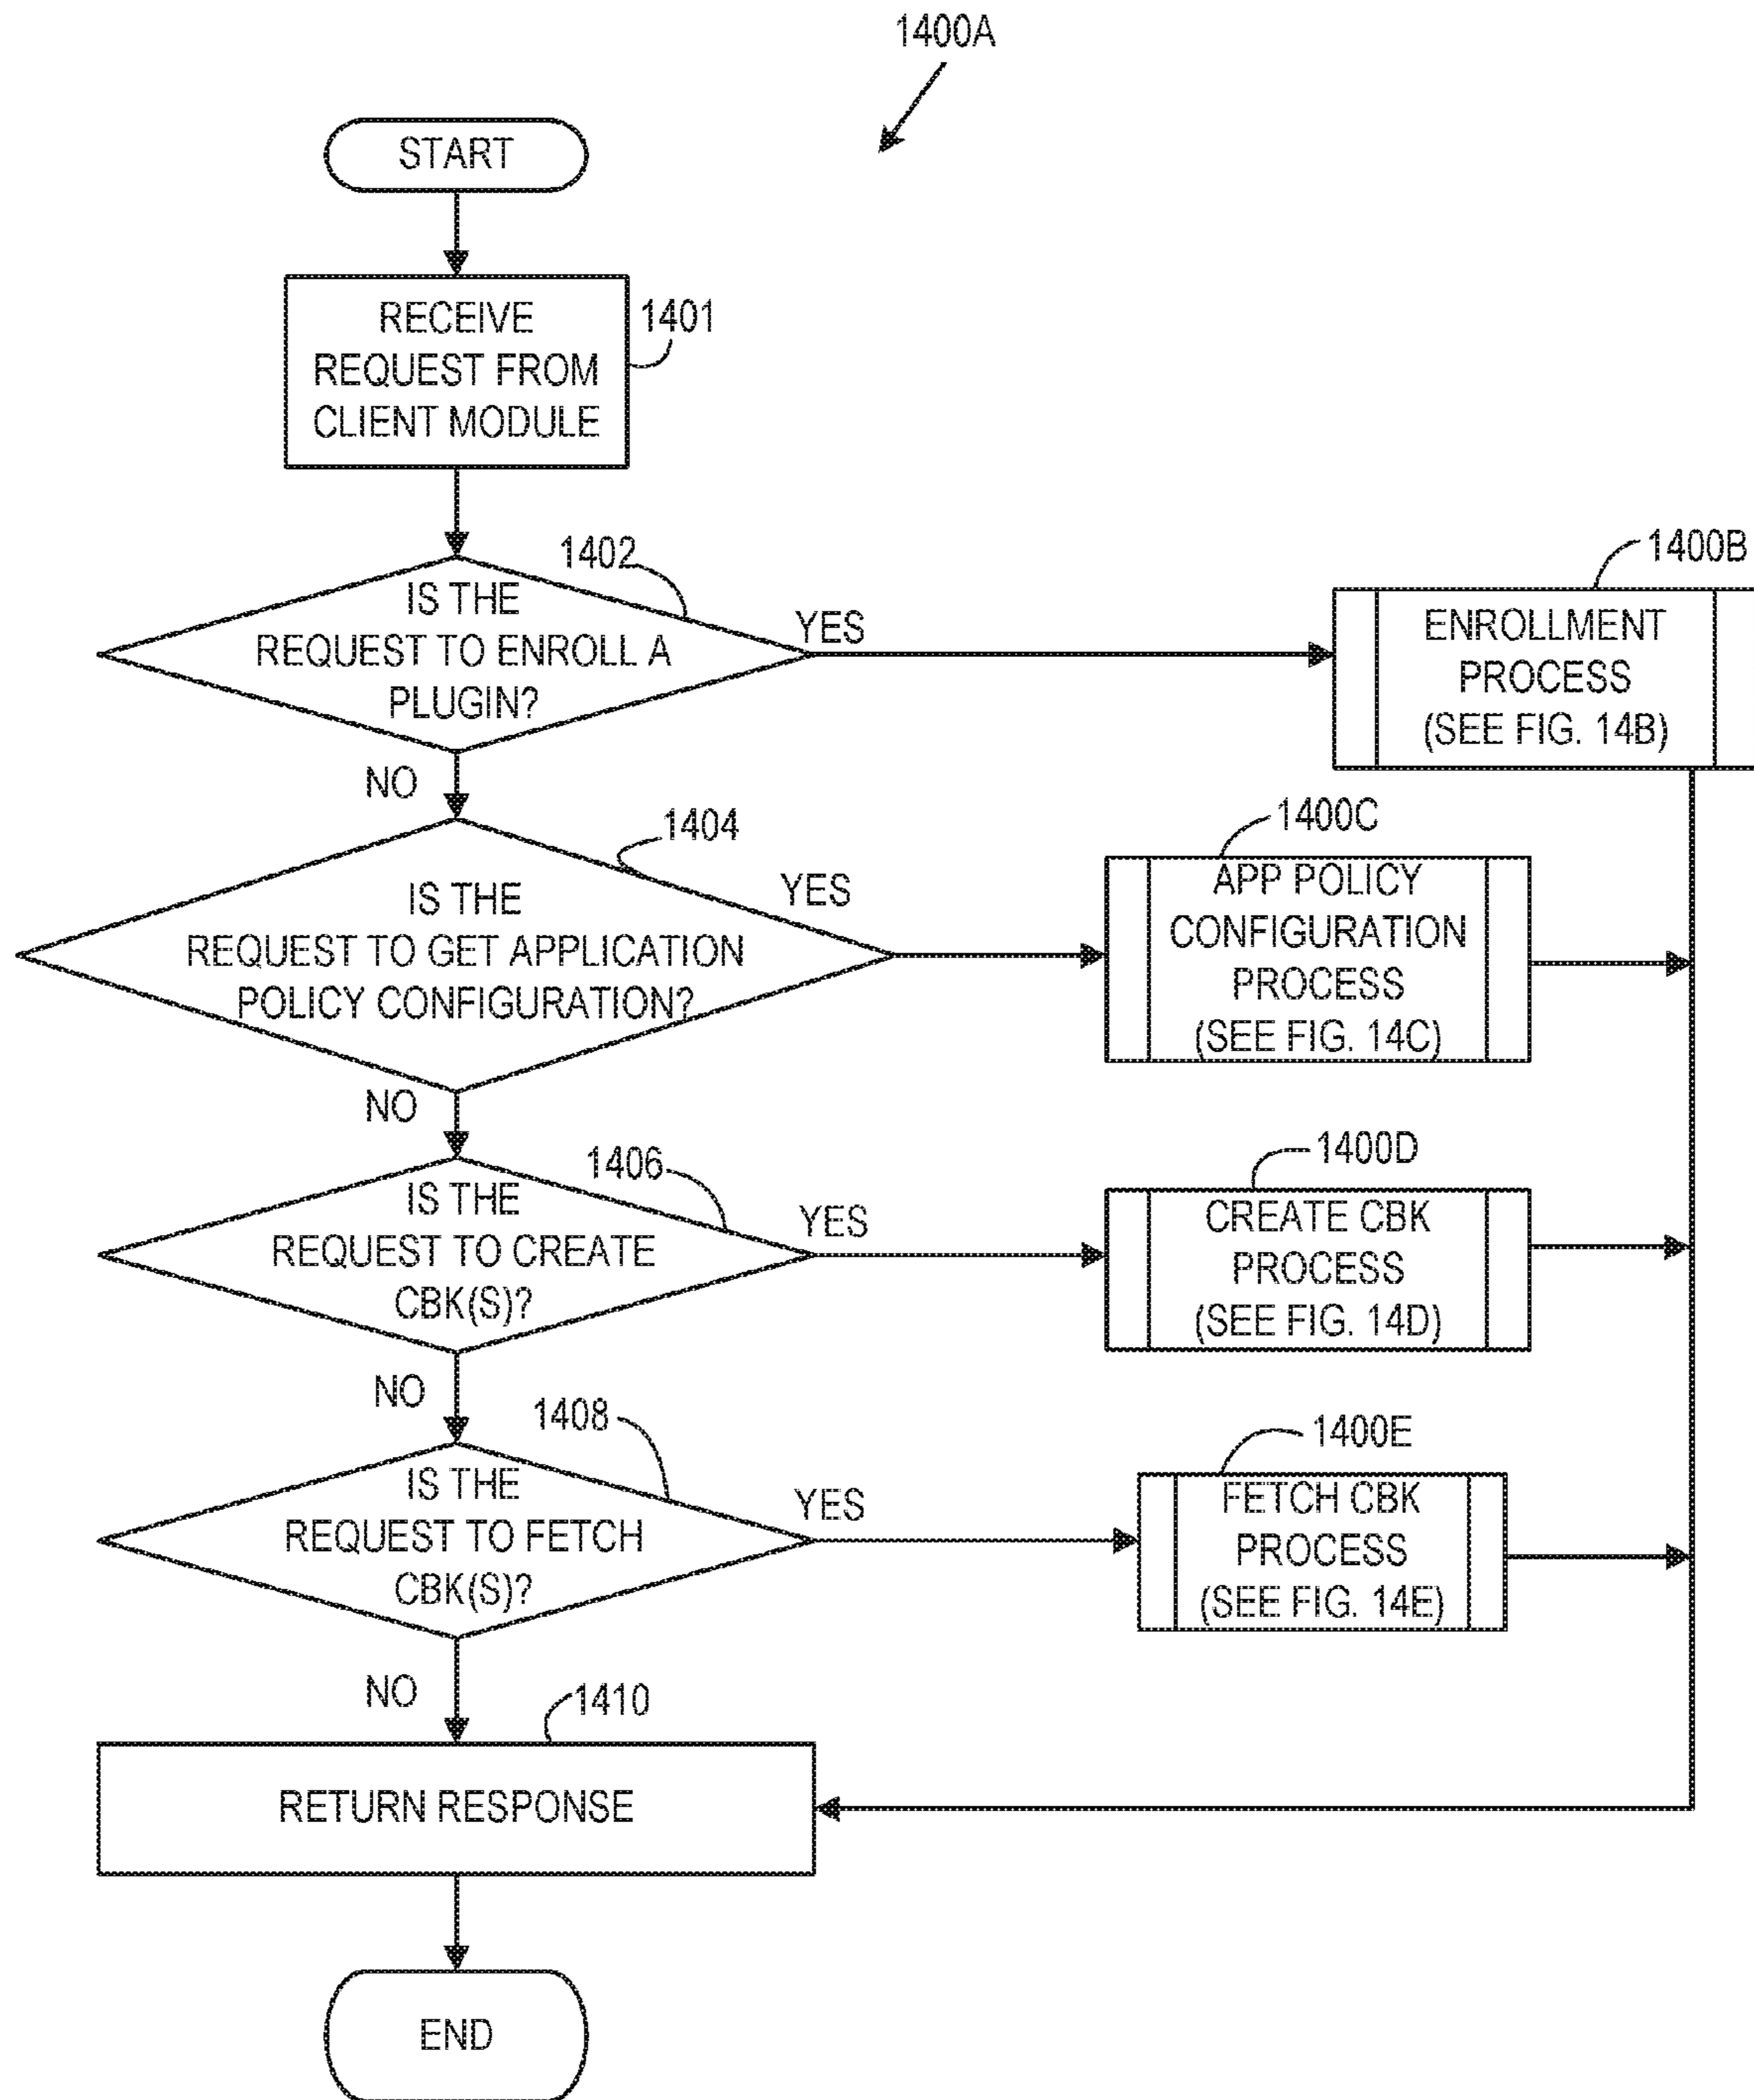 1400A
START
RECEIVE
REQUEST FROM
CLIENT MODULE
1401
1402
IS THE
REQUEST TO ENROLL A
PLUGIN?
YES
NO
1400B
ENROLLMENT
PROCESS
(SEE FIG. 14B)
1404
IS THE
REQUEST TO GET APPLICATION
POLICY CONFIGURATION?
YES
NO
1400C
APP POLICY
CONFIGURATION
PROCESS
(SEE FIG. 14C)
1406
IS THE
REQUEST TO CREATE
CBK(S)?
YES
NO
1400D
CREATE CBK
PROCESS
(SEE FIG. 14D)
1408
IS THE
REQUEST TO FETCH
CBK(S)?
YES
NO
1400E
FETCH CBK
PROCESS
(SEE FIG. 14E)
1410
RETURN RESPONSE
END